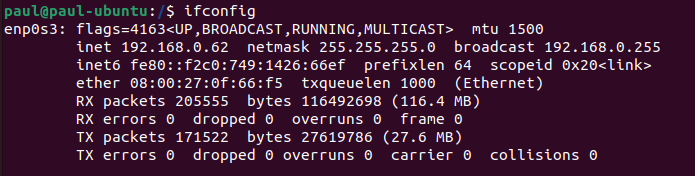 paul@paul-ubuntu:/$ ifconfig
enp0s3: flags=4163<UP,BROADCAST,RUNNING,MULTICAST>  mtu 1500
        inet 192.168.0.62  netmask 255.255.255.0  broadcast 192.168.0.255
        inet6 fe80::f2c0:749:1426:66ef  prefixlen 64  scopeid 0x20<link>
        ether 08:00:27:0f:66:f5  txqueuelen 1000  (Ethernet)
        RX packets 205555  bytes 116492698 (116.4 MB)
        RX errors 0  dropped 0  overruns 0  frame 0
        TX packets 171522  bytes 27619786 (27.6 MB)
        TX errors 0  dropped 0 overruns 0  carrier 0  collisions 0